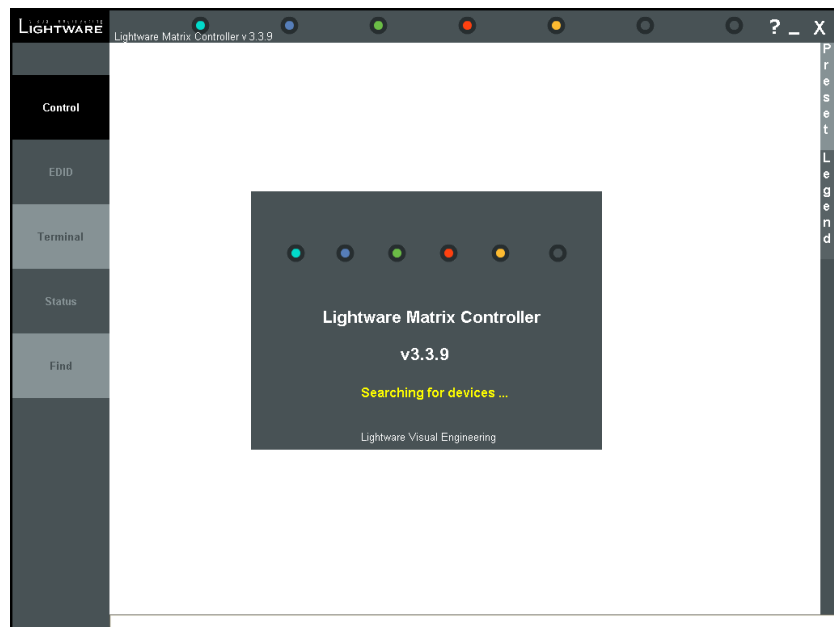 LIGHTWARE
Lightware Matrix Controller v 3.3.9
? _ X
Control
EDID
Terminal
Status
Find
Lightware Matrix Controller
v3.3.9
Searching for devices ...
Lightware Visual Engineering
Preset
Legend